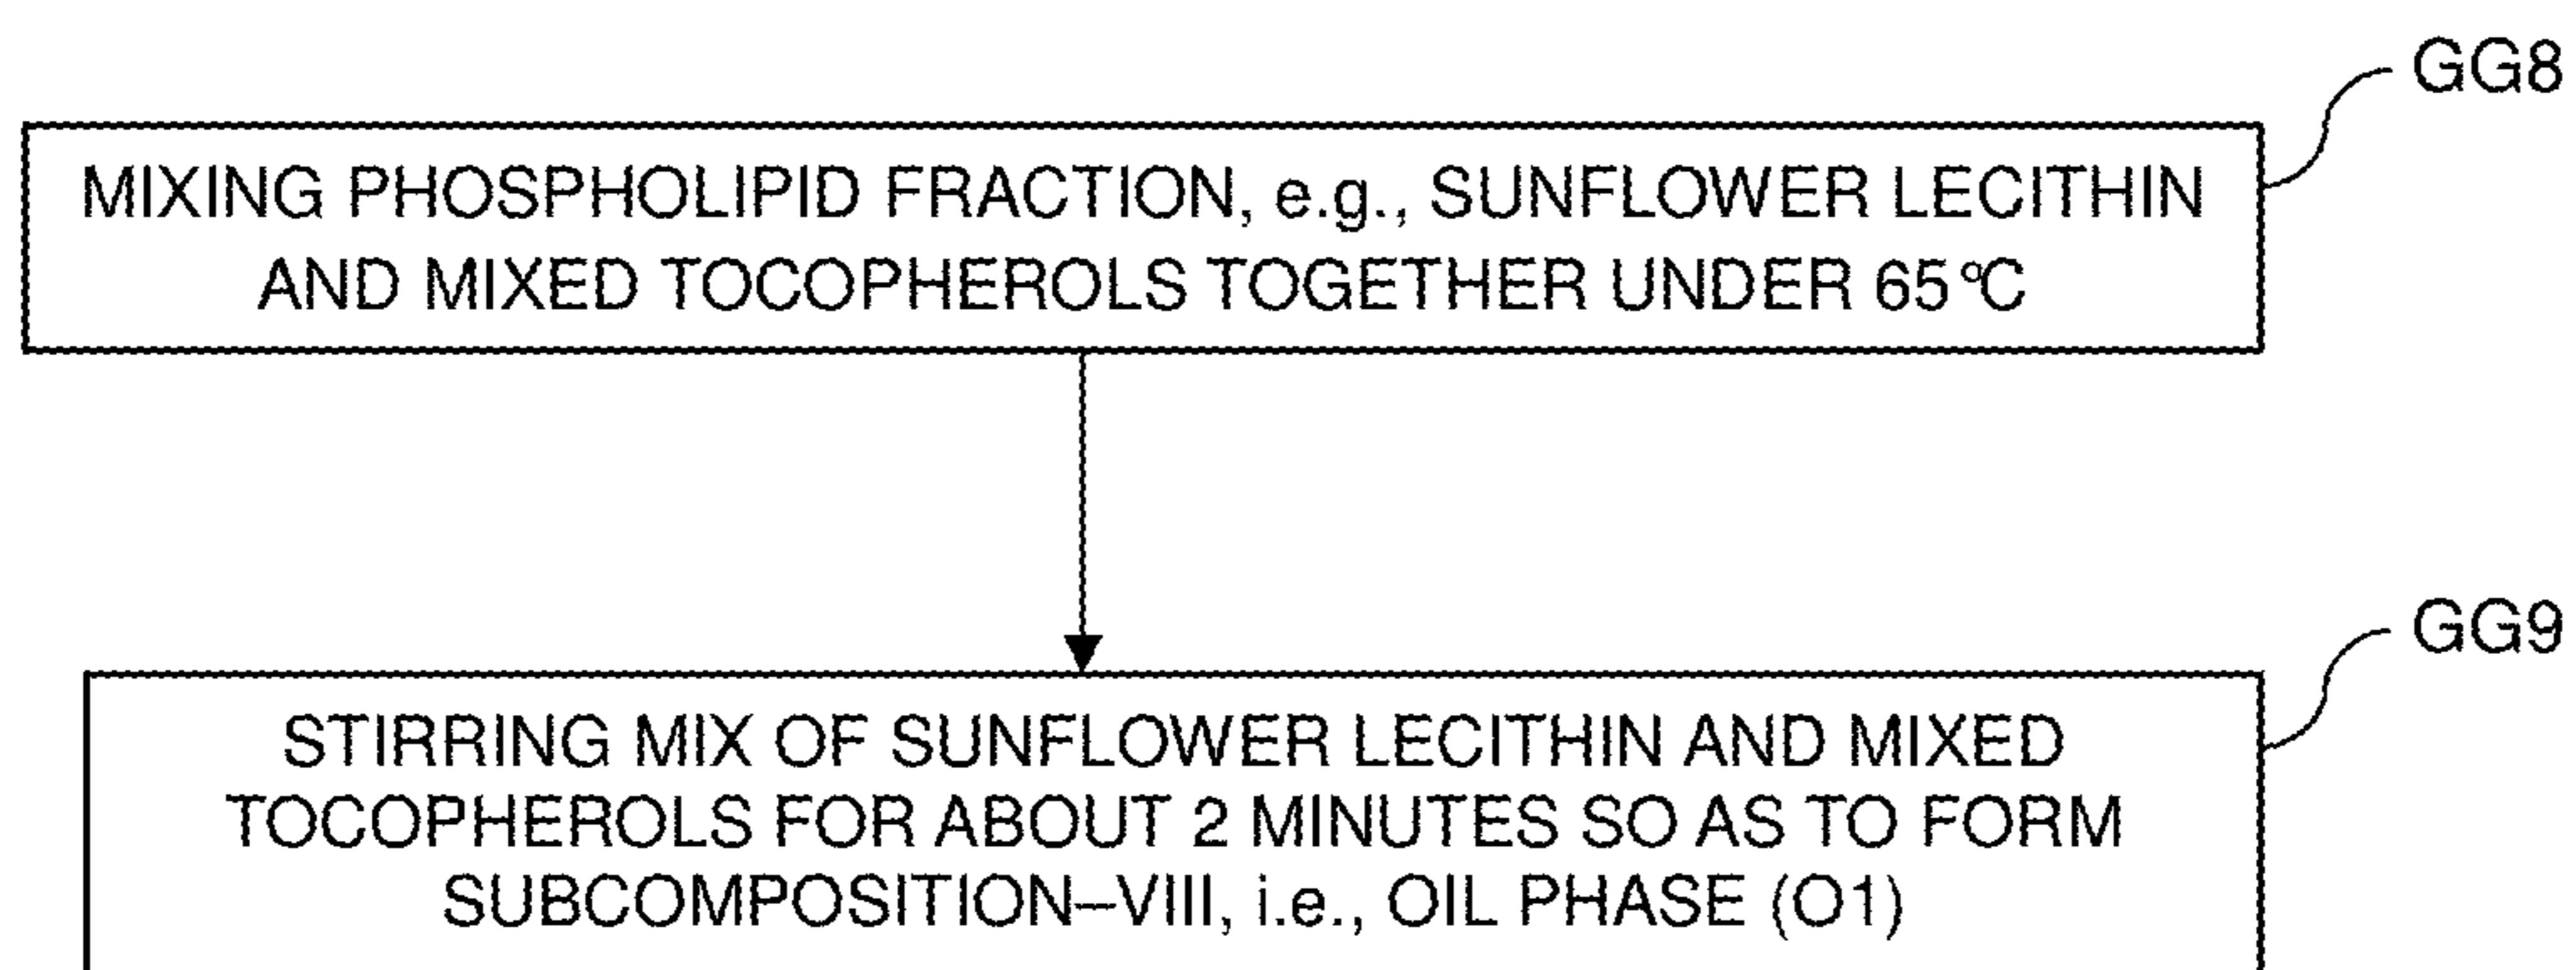 GG8
MIXING PHOSPHOLIPID FRACTION, e.g., SUNFLOWER LECITHIN
AND MIXED TOCOPHEROLS TOGETHER UNDER 65°C
GG9
STIRRING MIX OF SUNFLOWER LECITHIN AND MIXED
TOCOPHEROLS FOR ABOUT 2 MINUTES SO AS TO FORM
SUBCOMPOSITION–VIII, i.e., OIL PHASE (O1)